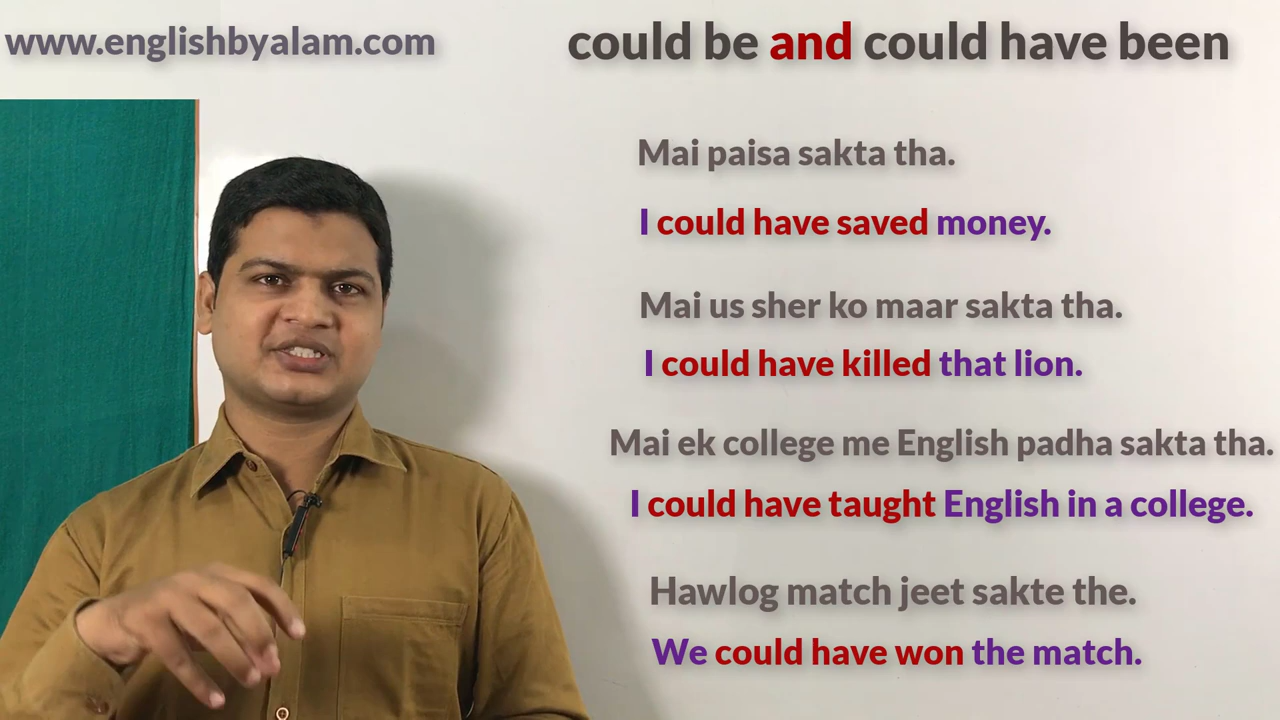 www.englishbyalam.com
could be and could have been
Mai paisa sakta tha.
I could have saved money.
Mai us sher ko maar sakta tha.
I could have killed that lion.
Mai ek college me English padha sakta tha.
I could have taught English in a college.
Hawlog match jeet sakte the.
We could have won the match.